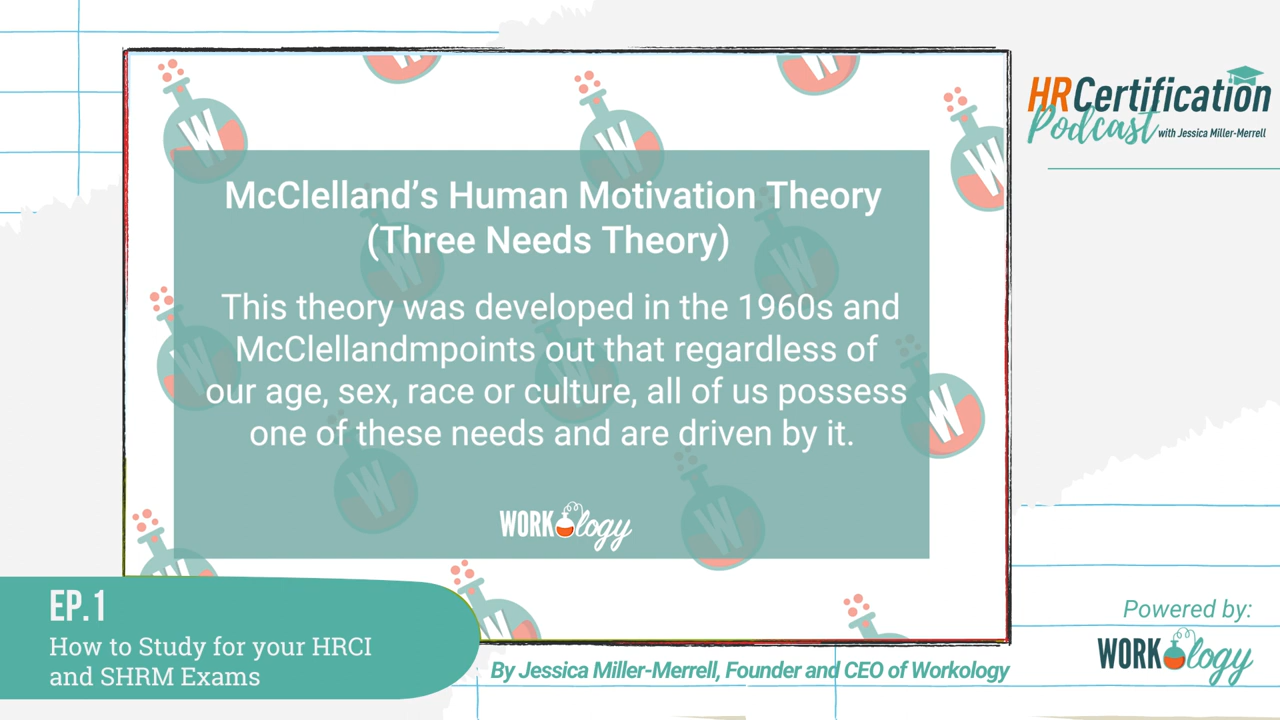 HRCertification
Podcast with Jessica Miller-Merrell
McClelland's Human Motivation Theory
(Three Needs Theory)
This theory was developed in the 1960s and
McClellandmpoints out that regardless of
our age, sex, race or culture, all of us possess
one of these needs and are driven by it.
WORKology
EP.1
How to Study for your HRCI
and SHRM Exams
By Jessica Miller-Merrell, Founder and CEO of Workology
Powered by:
WORKology
W
W
W
W
W
W
W
W
W
W
W
W